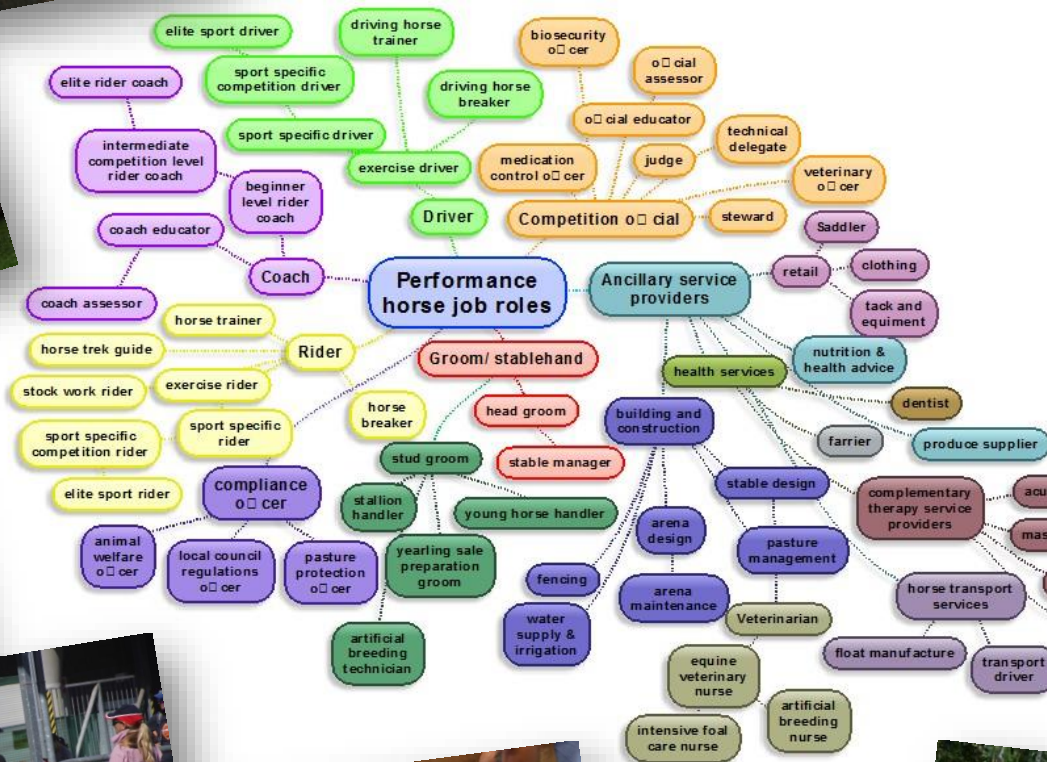 elite sport driver
driving horse
trainer
biosecurity
o□ cer
elite rider coach
sport specific
competition driver
driving horse
breaker
o□ cial
assessor
sport specific driver
o□ cial educator
technical
delegate
intermediate
competition level
rider coach
exercise driver
medication
control o□ cer
judge
veterinary
o□ cer
beginner
level rider
coach
Driver
Competition o□ cial
steward
coach educator
Saddler
Coach
Performance
horse job roles
Ancillary service
providers
retail
clothing
coach assessor
tack and
equiment
horse trainer
horse trek guide
Rider
Groom/ stablehand
health services
nutrition &
health advice
stock work rider
exercise rider
horse
breaker
head groom
building and
construction
dentist
sport specific
competition rider
sport specific
rider
stud groom
stable manager
farrier
produce supplier
elite sport rider
compliance
o□ cer
stallion
handler
young horse handler
stable design
complementary
therapy service
providers
acu
mas
animal
welfare
o□ cer
local council
regulations
o□ cer
pasture
protection
o□ cer
yearling sale
preparation
groom
arena
design
pasture
management
fencing
arena
maintenance
horse transport
services
water
supply &
irrigation
Veterinarian
artificial
breeding
technician
float manufacture
transport
driver
equine
veterinary
nurse
artificial
breeding
nurse
intensive foal
care nurse